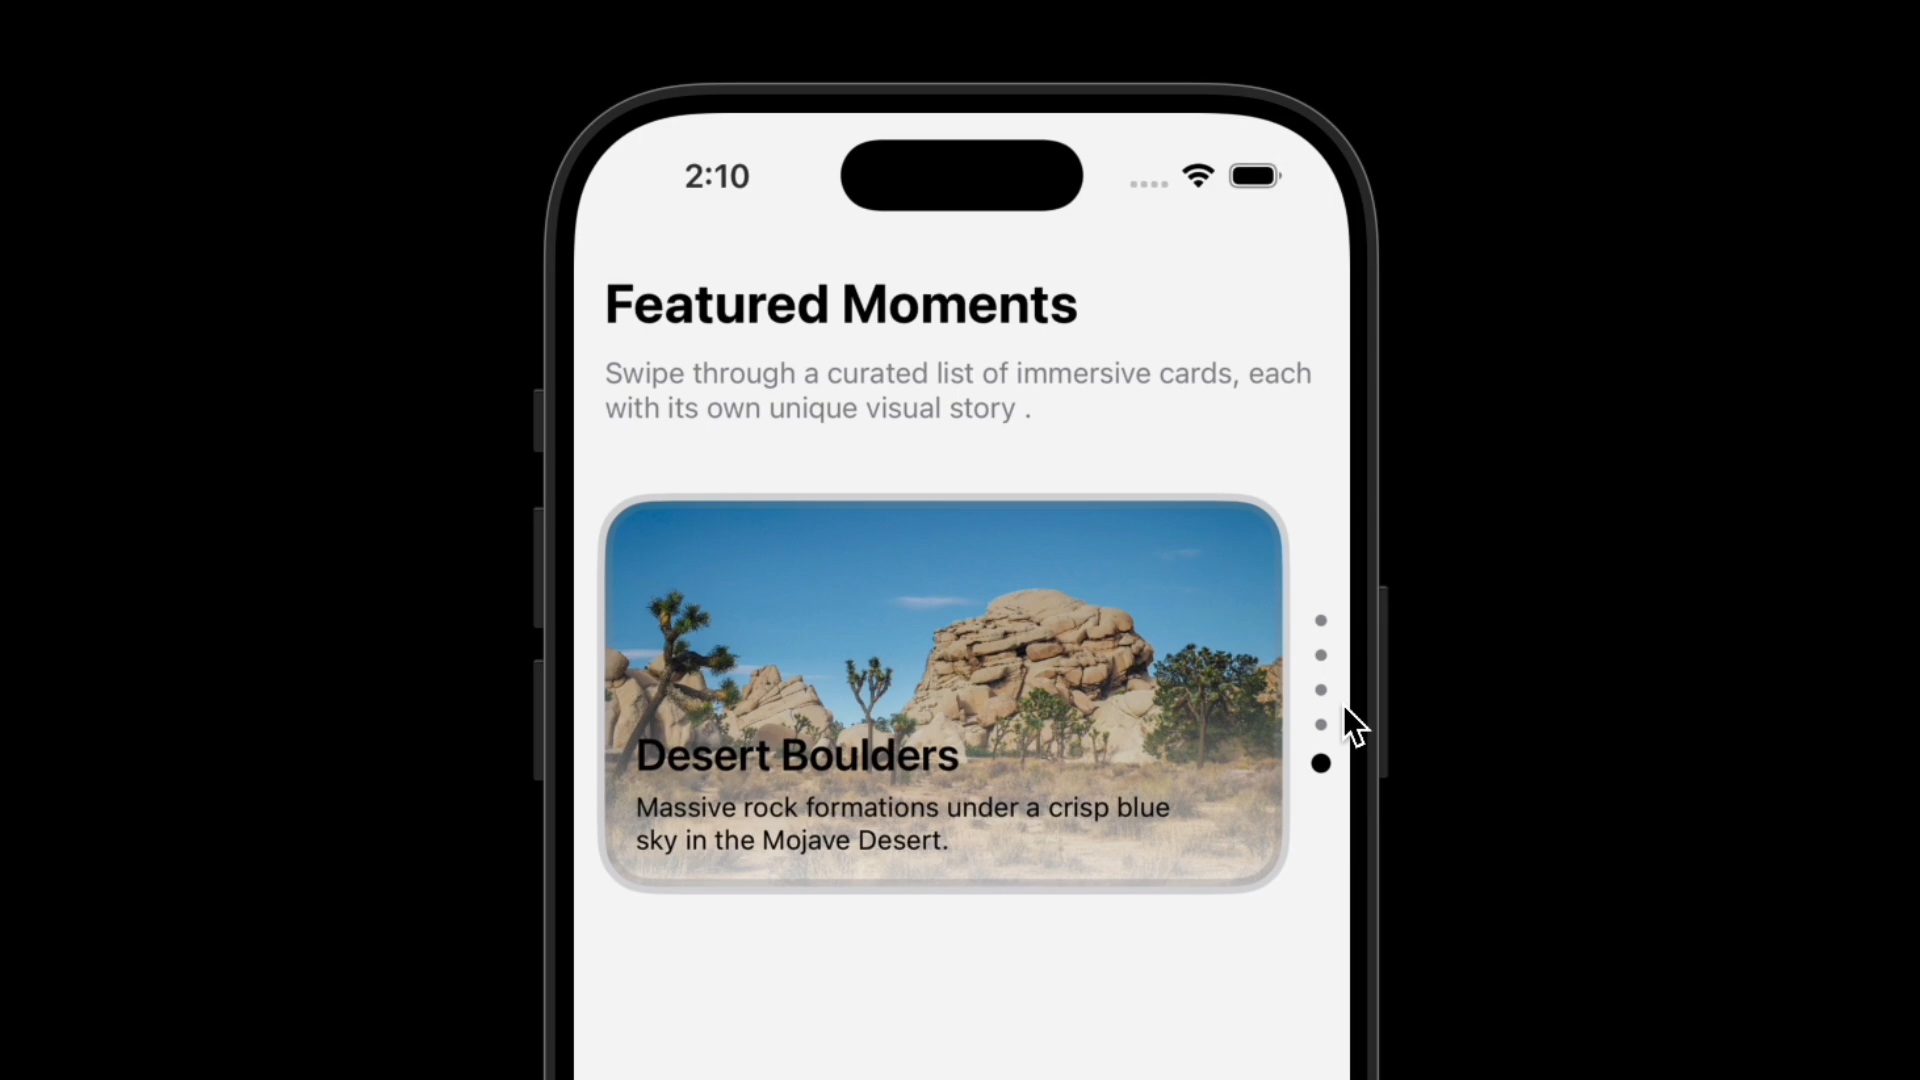 2:10
Featured Moments
Swipe through a curated list of immersive cards, each
with its own unique visual story .
Desert Boulders
Massive rock formations under a crisp blue
sky in the Mojave Desert.